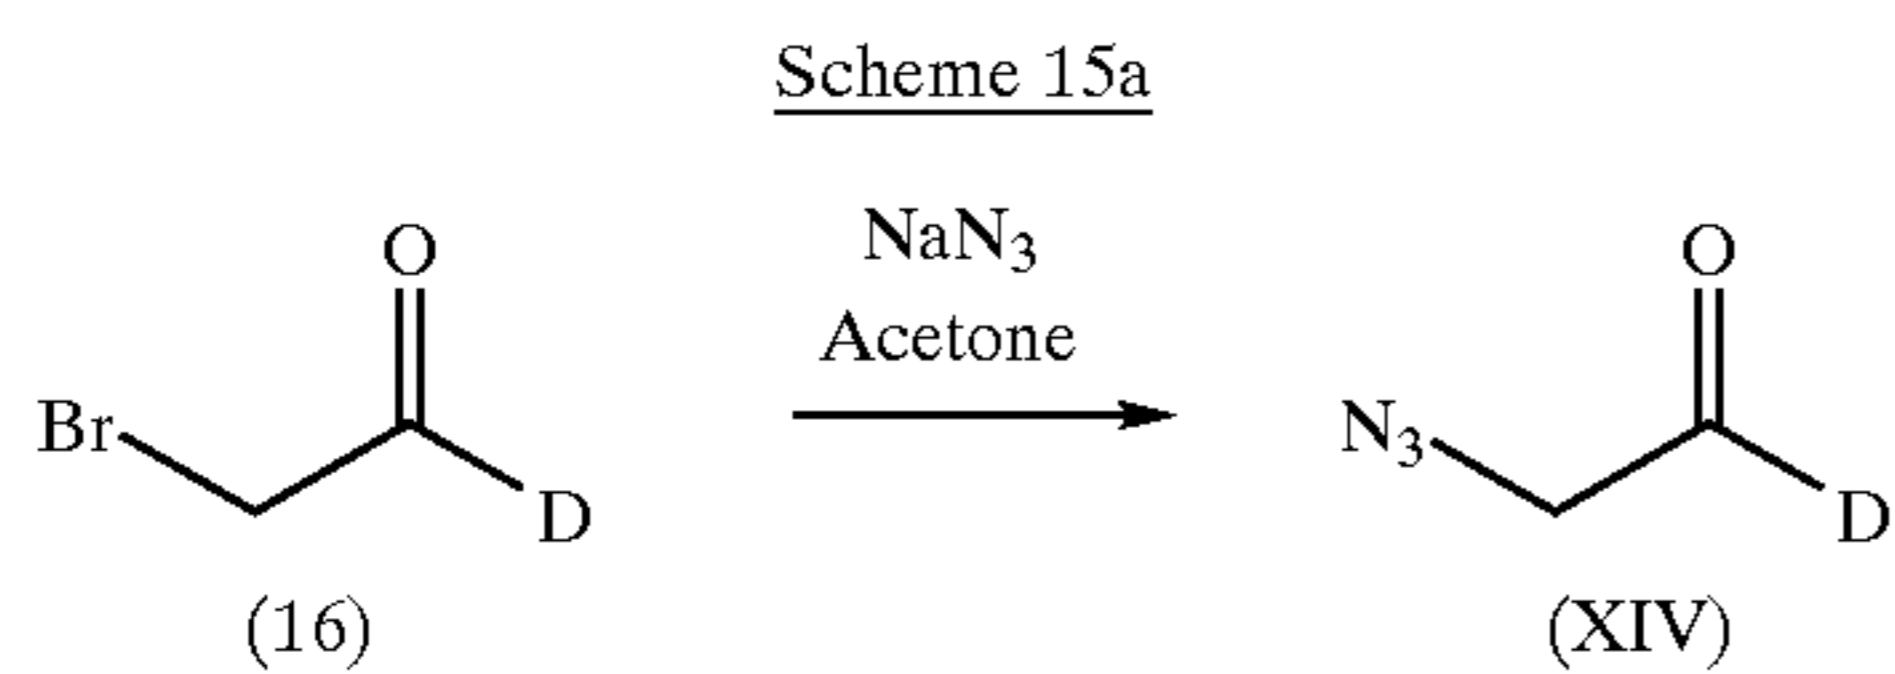 Scheme 15a
NaN3
Acetone
O
Br
D
(16)
O
N3
D
(XIV)